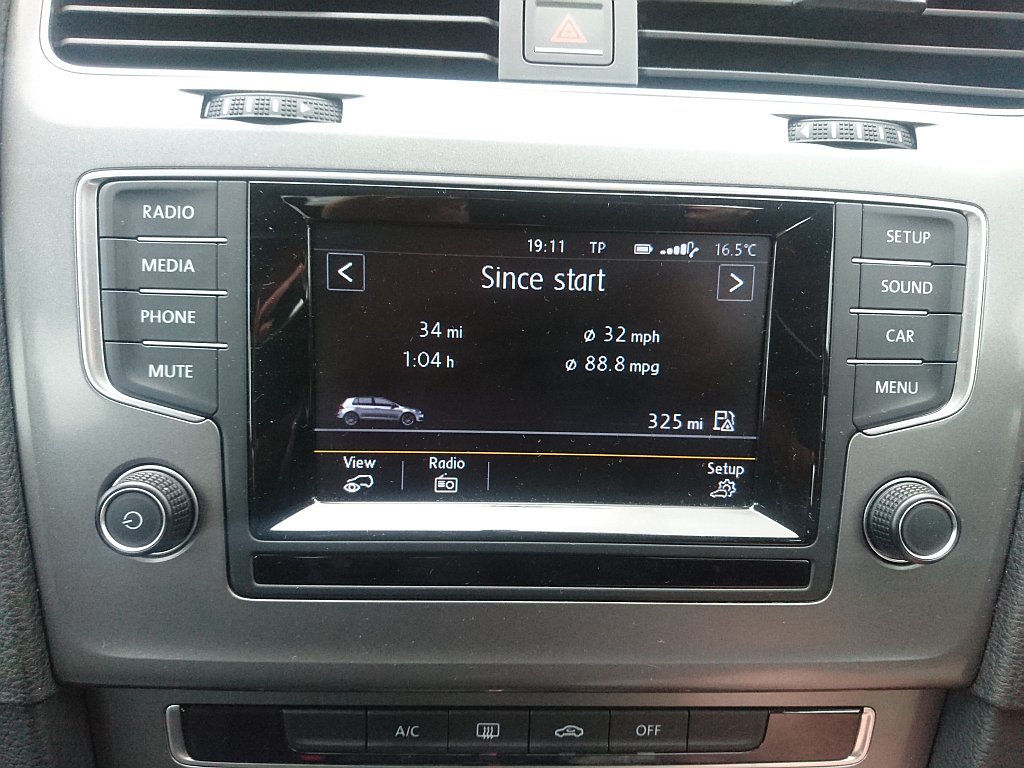 RADIO
MEDIA
PHONE
MUTE
19:11 TP 16.5°C
<
Since start
>
34 mi
ø 32 mph
1:04 h
ø 88.8 mpg
325 mi
View
Radio
Setup
SETUP
SOUND
CAR
MENU
A/C
OFF